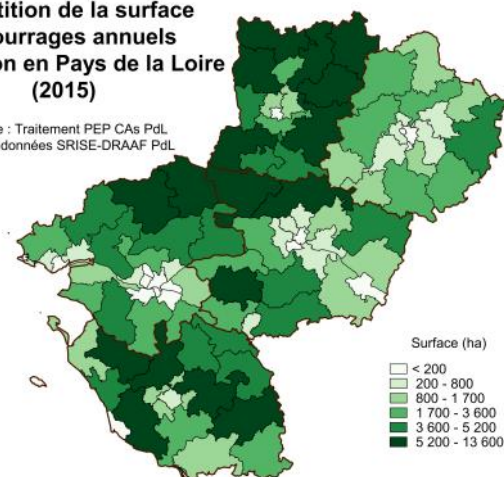 tition de la surface
ourrages annuels
on en Pays de la Loire
(2015)
e : Traitement PEP CAs PdL
données SRISE-DRAAF PdL
Surface (ha)
< 200
200 - 800
800 - 1 700
1 700 - 3 600
3 600 - 5 200
5 200 - 13 600